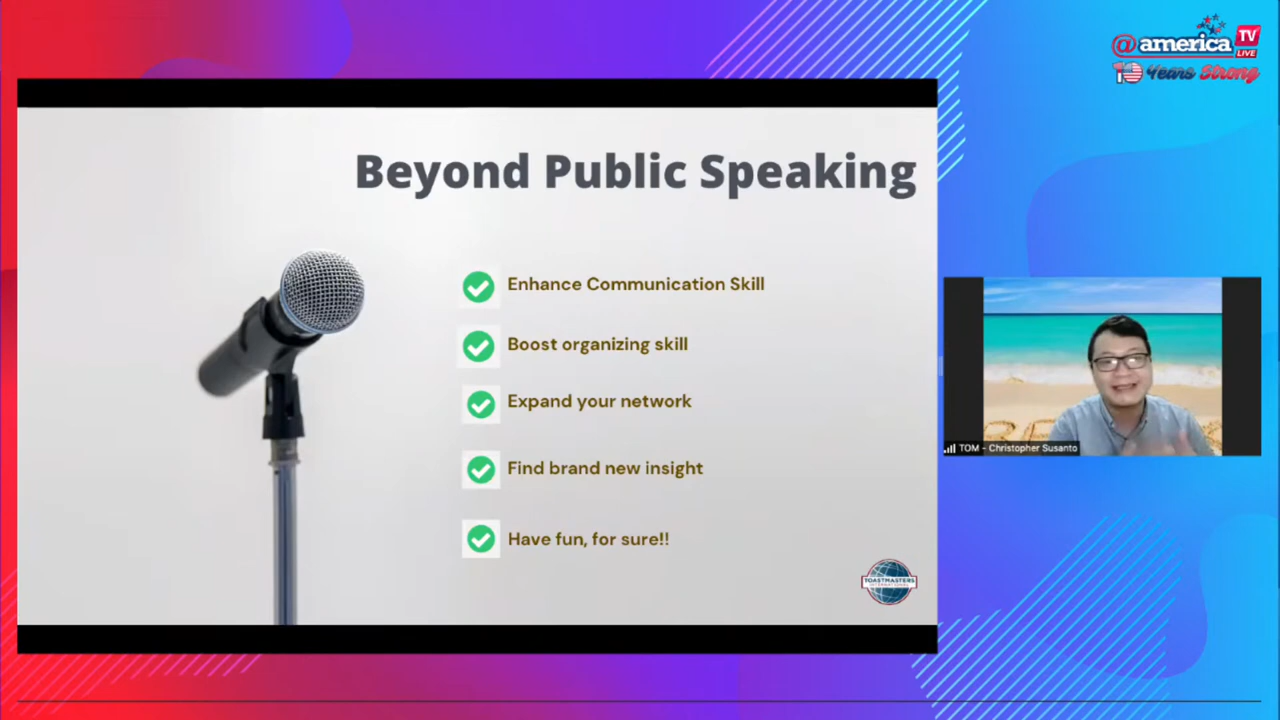 @america TV
LIVE
10 Years Strong
Beyond Public Speaking
Enhance Communication Skill
Boost organizing skill
Expand your network
Find brand new insight
Have fun, for sure!!
TOASTMASTERS
INTERNATIONAL
TOM - Christopher Susanto